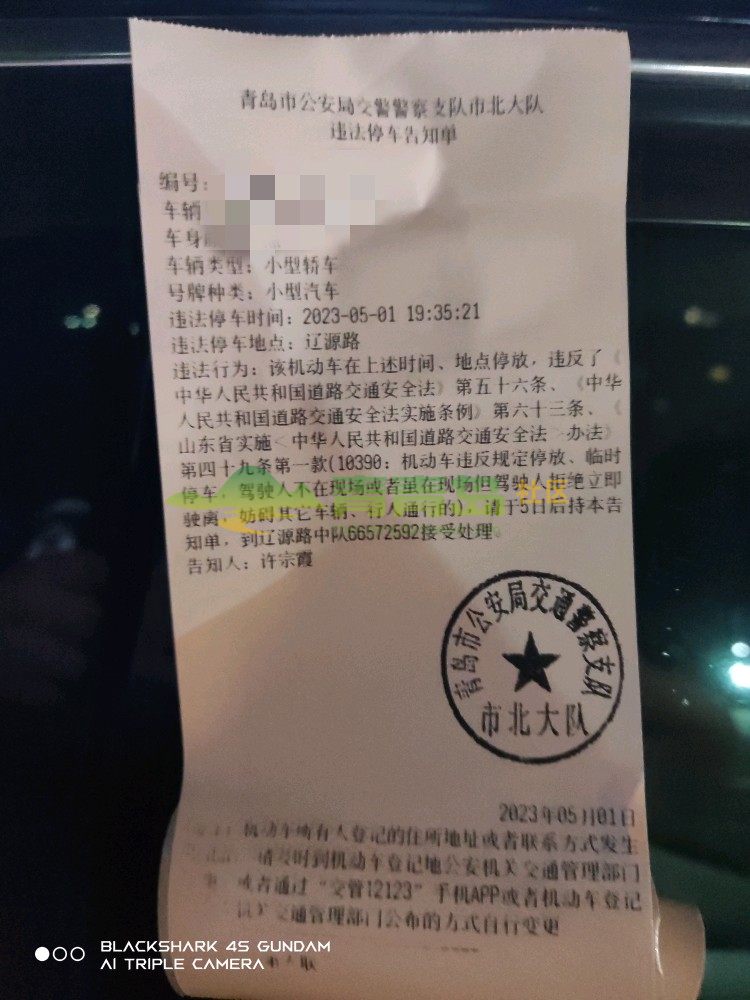 青岛市公安局交警警察支队市北大队
违法停车告知单
编号:
车辆
车身
车辆类型: 小型轿车
号牌种类: 小型汽车
违法停车时间: 2023-05-01 19:35:21
违法停车地点: 辽源路
违法行为: 该机动车在上述时间、地点停放, 违反了《
中华人民共和国道路交通安全法》第五十六条、《中华
人民共和国道路交通安全法实施条例》第六十三条、《
山东省实施<中华人民共和国道路交通安全法>办法》
第四十九条第一款(10390: 机动车违反规定停放、临时
停车, 驾驶人不在现场或者虽在现场但驾驶人拒绝立即
驶离, 妨碍其它车辆、行人通行的), 请于5日后持本告
知单, 到辽源路中队66572592接受处理。
告知人: 许宗霞
青岛市公安局交通警察支队
市北大队
2023年05月01日
机动车所有人登记的住所地址或者联系方式发生
请及时到机动车登记地公安机关交通管理部门
或者通过“交管12123”手机APP或者机动车登记
机关交通管理部门公布的方式自行变更
BLACKSHARK 4S GUNDAM
AI TRIPLE CAMERA